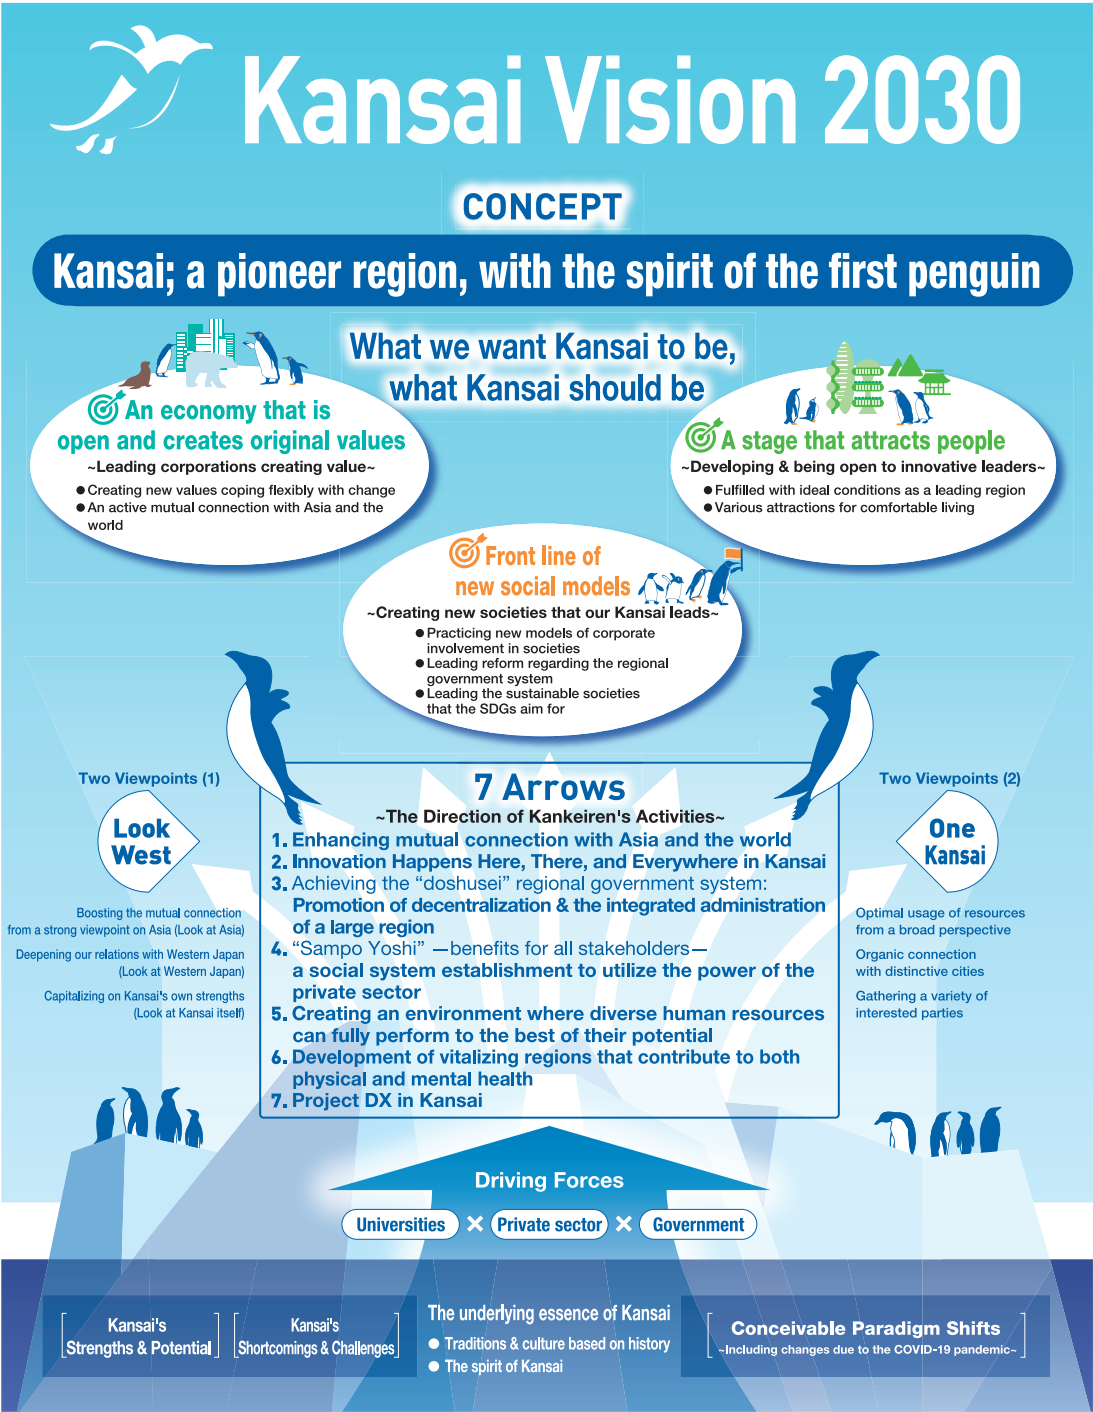 Kansai Vision 2030
CONCEPT
Kansai; a pioneer region, with the spirit of the first penguin
What we want Kansai to be,
what Kansai should be
An economy that is
open and creates original values
~Leading corporations creating value~
● Creating new values coping flexibly with change
● An active mutual connection with Asia and the
world
A stage that attracts people
~Developing & being open to innovative leaders~
● Fulfilled with ideal conditions as a leading region
● Various attractions for comfortable living
Front line of
new social models
~Creating new societies that our Kansai leads~
● Practicing new models of corporate
involvement in societies
● Leading reform regarding the regional
government system
● Leading the sustainable societies
that the SDGs aim for
Two Viewpoints (1)
Look
West
Boosting the mutual connection
from a strong viewpoint on Asia (Look at Asia)
Deepening our relations with Western Japan
(Look at Western Japan)
Capitalizing on Kansai's own strengths
(Look at Kansai itself)
7 Arrows
~The Direction of Kankeiren's Activities~
1. Enhancing mutual connection with Asia and the world
2. Innovation Happens Here, There, and Everywhere in Kansai
3. Achieving the “doshusei” regional government system:
Promotion of decentralization & the integrated administration
of a large region
4. “Sampo Yoshi” —benefits for all stakeholders—
a social system establishment to utilize the power of the
private sector
5. Creating an environment where diverse human resources
can fully perform to the best of their potential
6. Development of vitalizing regions that contribute to both
physical and mental health
7. Project DX in Kansai
Two Viewpoints (2)
One
Kansai
Optimal usage of resources
from a broad perspective
Organic connection
with distinctive cities
Gathering a variety of
interested parties
Driving Forces
Universities × Private sector × Government
Kansai's
Strengths & Potential
Kansai's
Shortcomings & Challenges
The underlying essence of Kansai
● Traditions & culture based on history
● The spirit of Kansai
Conceivable Paradigm Shifts
~Including changes due to the COVID-19 pandemic~